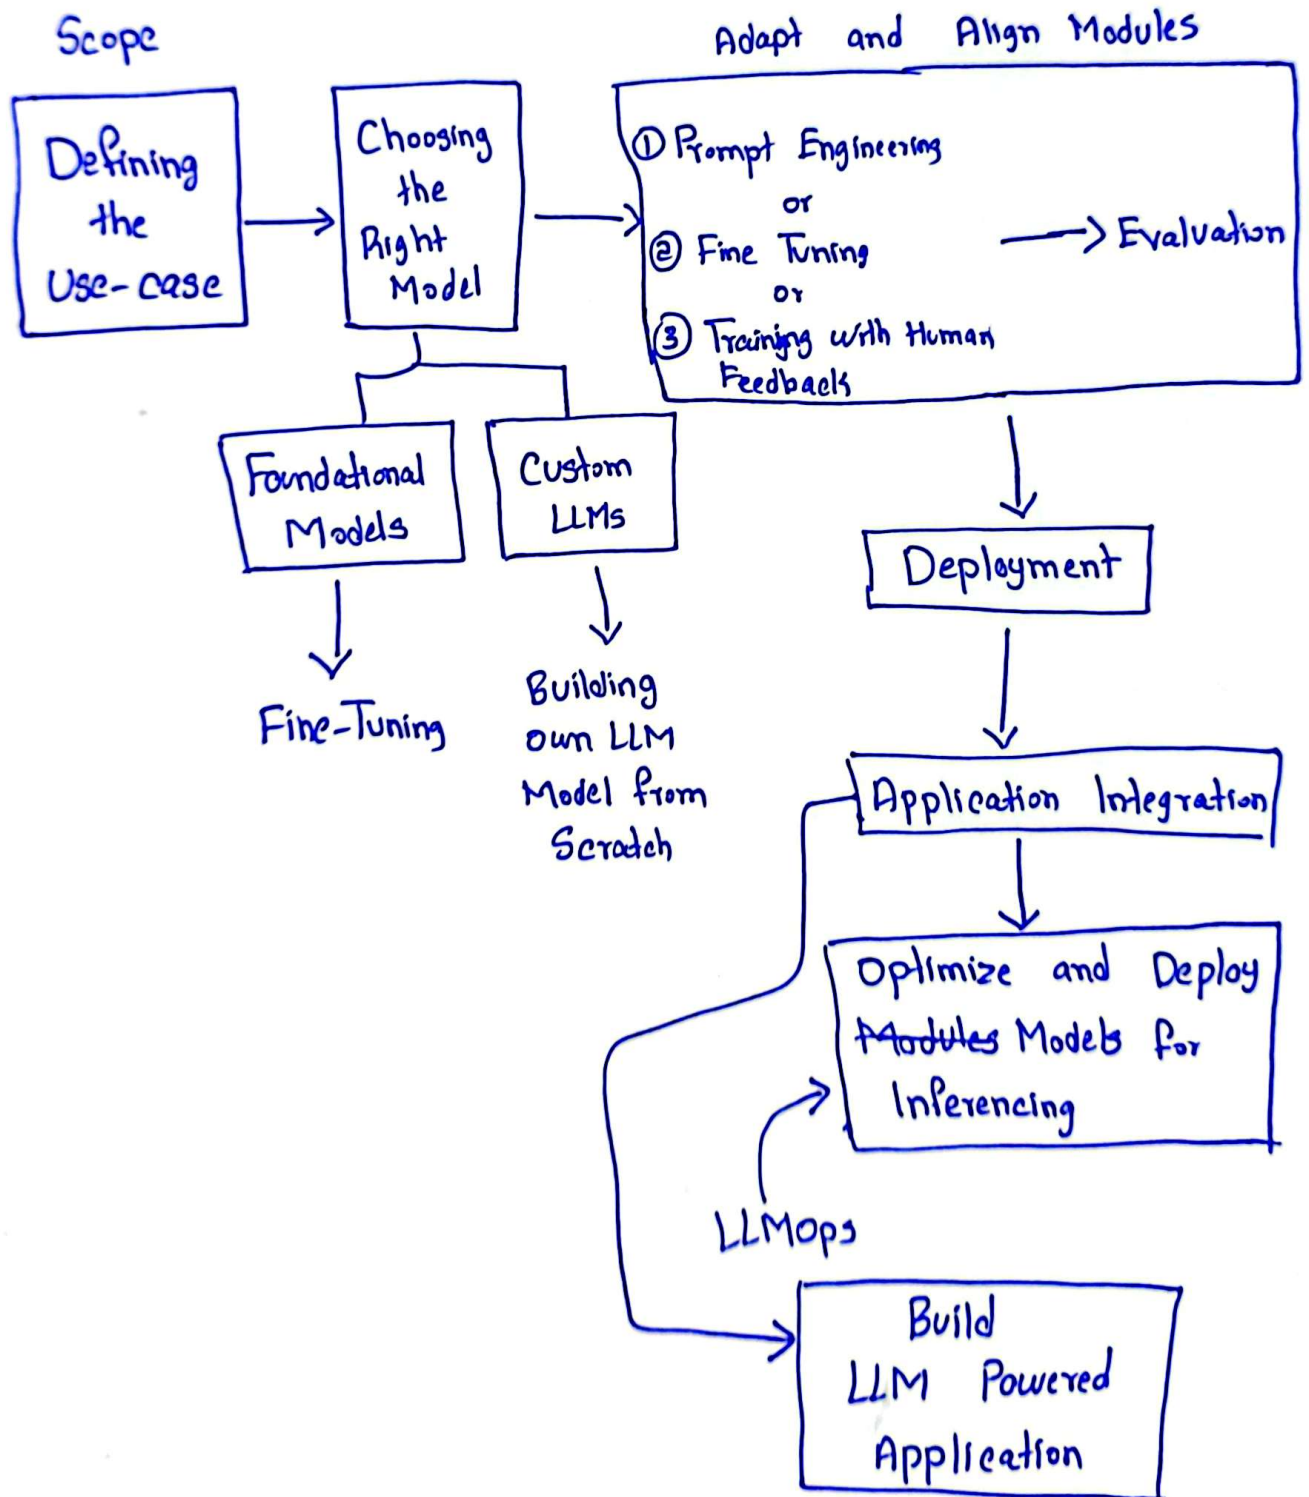 Scope
Defining
the
Use-case
Choosing
the
Right
Model
Adapt and Align Modules
① Prompt Engineering
or
② Fine Tuning
or
③ Training with Human
Feedback
Evaluation
Foundational
Models
Fine-Tuning
Custom
LLMs
Building
own LLM
Model from
Scratch
Deployment
Application Integration
Optimize and Deploy
Modules Models for
Inferencing
LLMOps
Build
LLM Powered
Application